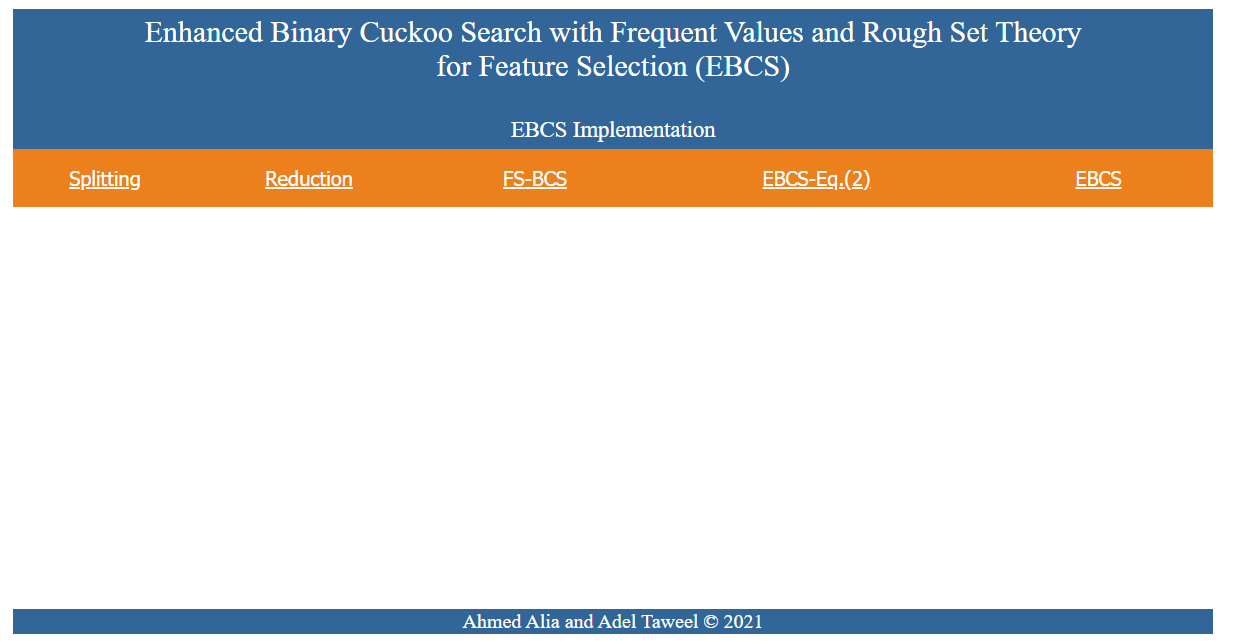 Enhanced Binary Cuckoo Search with Frequent Values and Rough Set Theory
for Feature Selection (EBCS)
EBCS Implementation
Splitting Reduction FS-BCS EBCS-Eq.(2) EBCS
Ahmed Alia and Adel Taweel © 2021